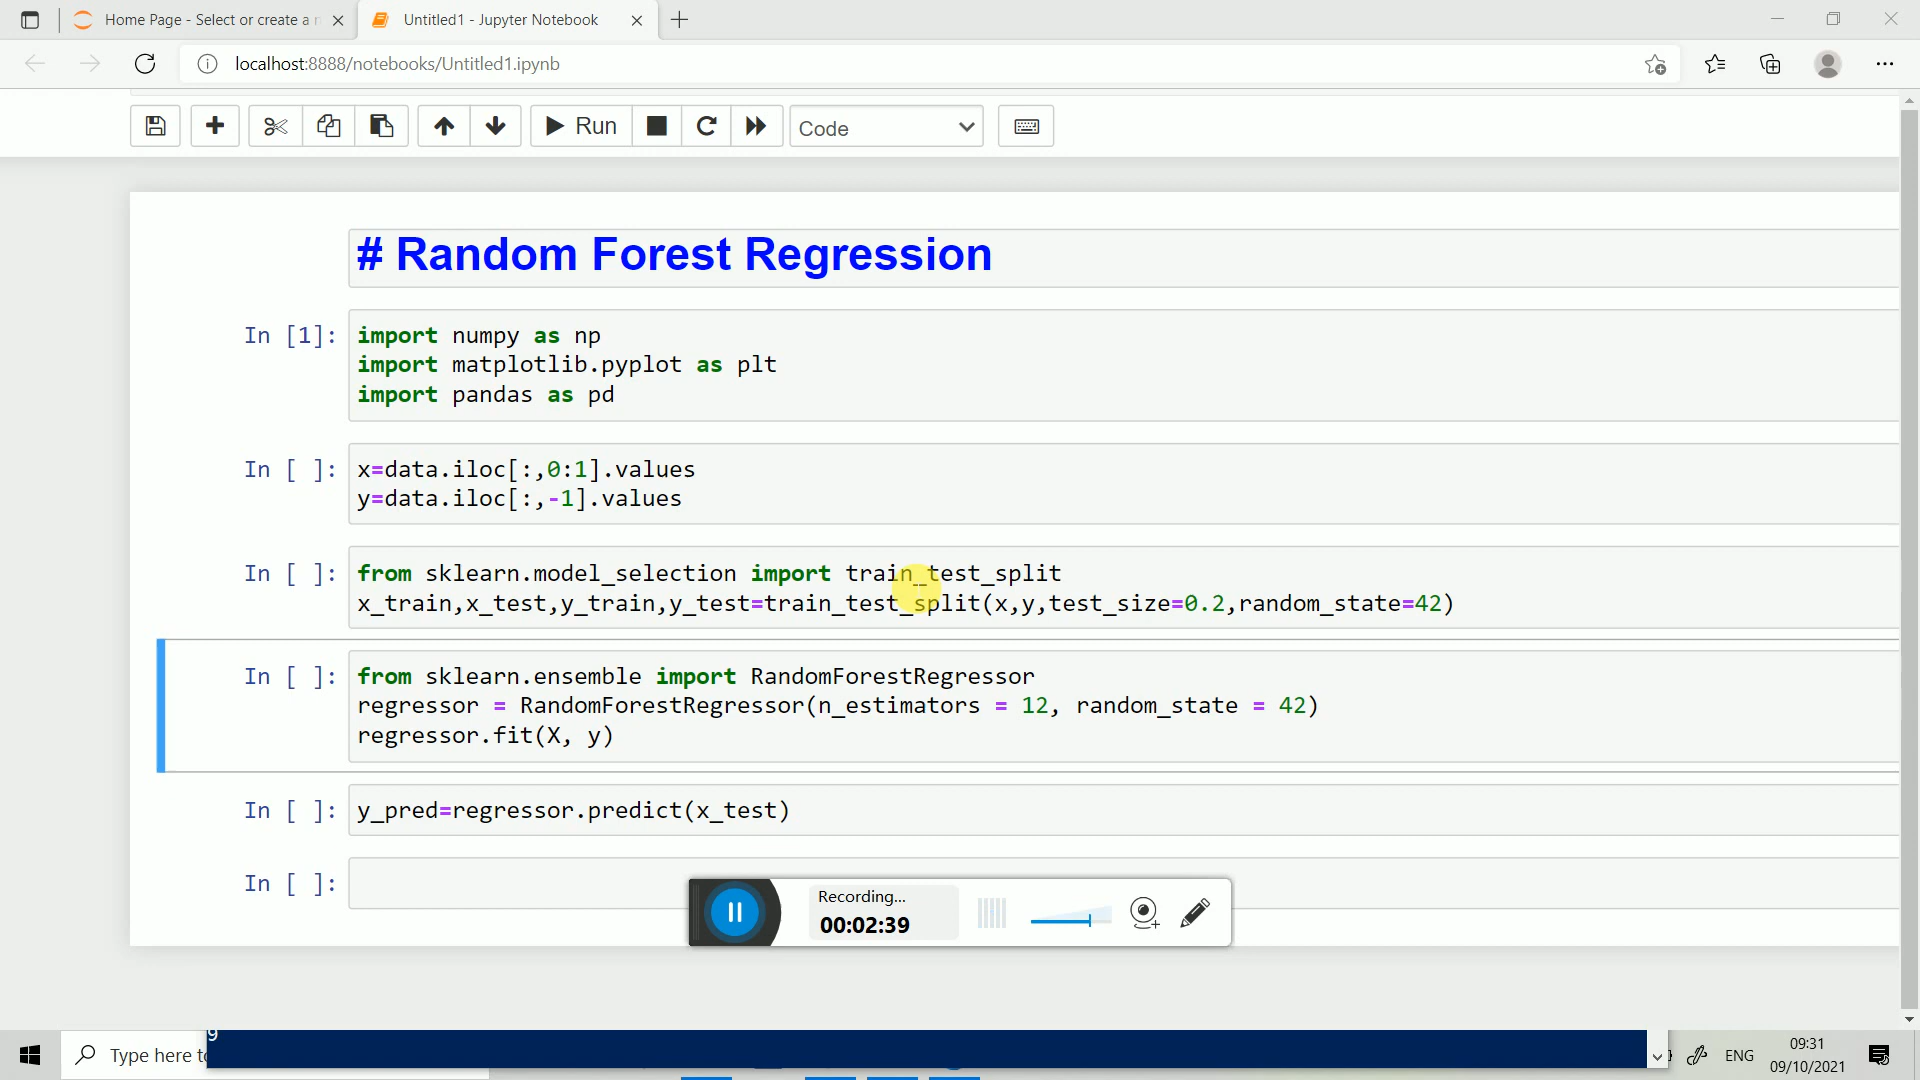 Home Page - Select or create a n
Untitled1 - Jupyter Notebook
localhost:8888/notebooks/Untitled1.ipynb
Run
Code
# Random Forest Regression
In [1]:
import numpy as np
import matplotlib.pyplot as plt
import pandas as pd
In [ ]:
x=data.iloc[:,0:1].values
y=data.iloc[:,-1].values
In [ ]:
from sklearn.model_selection import train_test_split
x_train,x_test,y_train,y_test=train_test_split(x,y,test_size=0.2,random_state=42)
In [ ]:
from sklearn.ensemble import RandomForestRegressor
regressor = RandomForestRegressor(n_estimators = 12, random_state = 42)
regressor.fit(X, y)
In [ ]:
y_pred=regressor.predict(x_test)
In [ ]:
Recording...
00:02:39
Type here to
9
ENG
09:31
09/10/2021